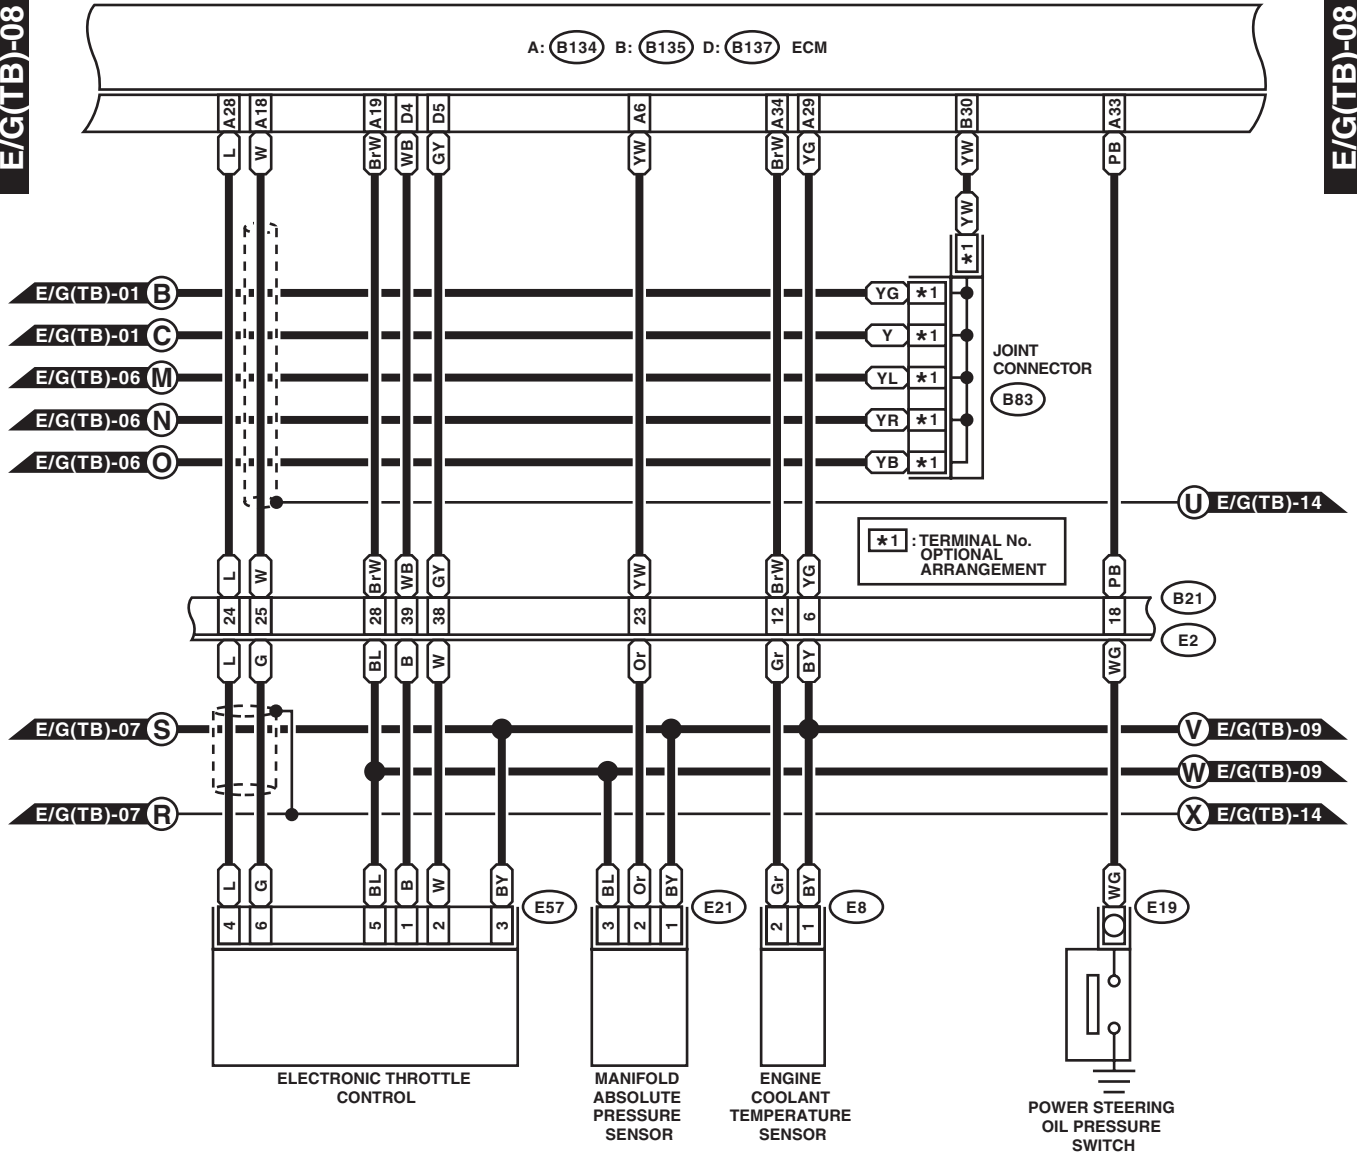 E/G(TB)-08
E/G(TB)-08
A: B134 B: B135 D: B137 ECM
A28 A18 A19 D4 D5 A6 A34 A29 B30 A33
L W BrW WB GY YW BrW YG YW PB
YW
*1
E/G(TB)-01 B YG *1
E/G(TB)-01 C Y *1
E/G(TB)-06 M YL *1
E/G(TB)-06 N YR *1
E/G(TB)-06 O YB *1
JOINT
CONNECTOR
B83
U E/G(TB)-14
*1 : TERMINAL No.
OPTIONAL
ARRANGEMENT
L W BrW WB GY YW BrW YG PB
24 25 28 39 38 23 12 6 18
B21
E2
L G BL B W Or Gr BY WG
E/G(TB)-07 S V E/G(TB)-09
W E/G(TB)-09
E/G(TB)-07 R X E/G(TB)-14
L G BL B W BY BL Or BY Gr BY WG
4 6 5 1 2 3 E57 3 2 1 E21 2 1 E8 E19
ELECTRONIC THROTTLE
CONTROL
MANIFOLD
ABSOLUTE
PRESSURE
SENSOR
ENGINE
COOLANT
TEMPERATURE
SENSOR
POWER STEERING
OIL PRESSURE
SWITCH